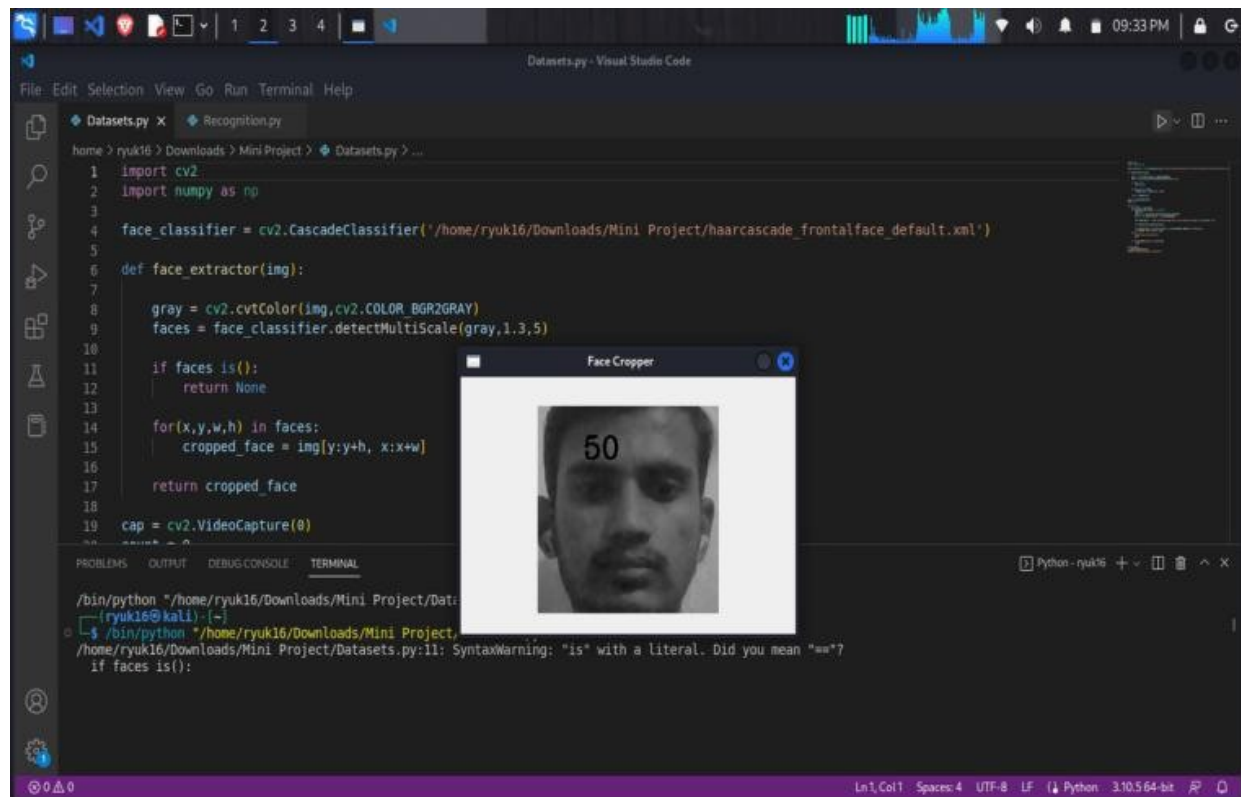 1 2 3 4
09:33 PM
Datasets.py - Visual Studio Code
File Edit Selection View Go Run Terminal Help
Datasets.py × Recognition.py
home > ryuk16 > Downloads > Mini Project > Datasets.py > ...
1 import cv2
2 import numpy as np
3
4 face_classifier = cv2.CascadeClassifier('/home/ryuk16/Downloads/Mini Project/haarcascade_frontalface_default.xml')
5
6 def face_extractor(img):
7
8 gray = cv2.cvtColor(img,cv2.COLOR_BGR2GRAY)
9 faces = face_classifier.detectMultiScale(gray,1.3,5)
10
11 if faces is():
12 return None
13
14 for(x,y,w,h) in faces:
15 cropped_face = img[y:y+h, x:x+w]
16
17 return cropped_face
18
19 cap = cv2.VideoCapture(0)
Face Cropper
50
PROBLEMS OUTPUT DEBUG CONSOLE TERMINAL
Python - ryuk16
/bin/python "/home/ryuk16/Downloads/Mini Project/Dat
(ryuk16㉿kali)-[~]
$ /bin/python "/home/ryuk16/Downloads/Mini Project/
/home/ryuk16/Downloads/Mini Project/Datasets.py:11: SyntaxWarning: "is" with a literal. Did you mean "=="?
if faces is():
1
0 0
Ln 1, Col 1 Spaces: 4 UTF-8 LF Python 3.10.5 64-bit